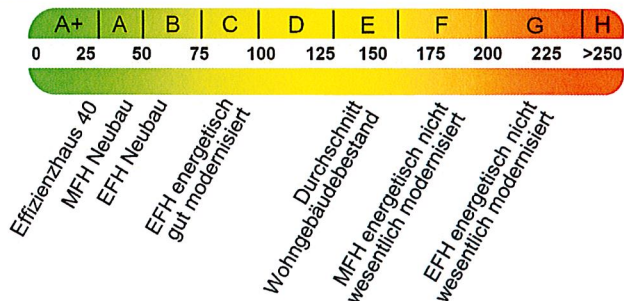 A+ A B C D E F G H
0 25 50 75 100 125 150 175 200 225 >250
Effizienzhaus 40
MFH Neubau
EFH Neubau
EFH energetisch
gut modernisiert
Durchschnitt
Wohngebäudebestand
MFH energetisch nicht
wesentlich modernisiert
EFH energetisch nicht
wesentlich modernisiert